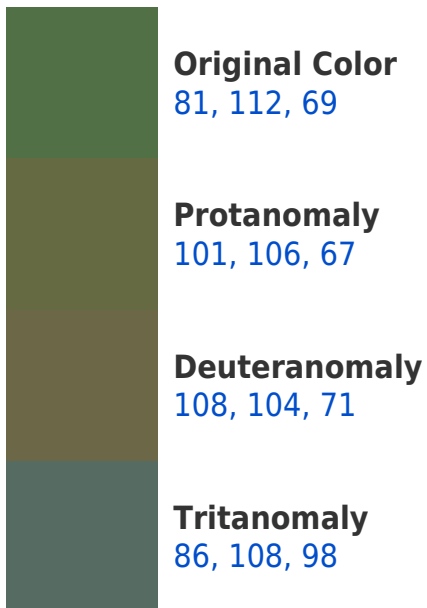 Original Color
81, 112, 69
Protanomaly
101, 106, 67
Deuteranomaly
108, 104, 71
Tritanomaly
86, 108, 98